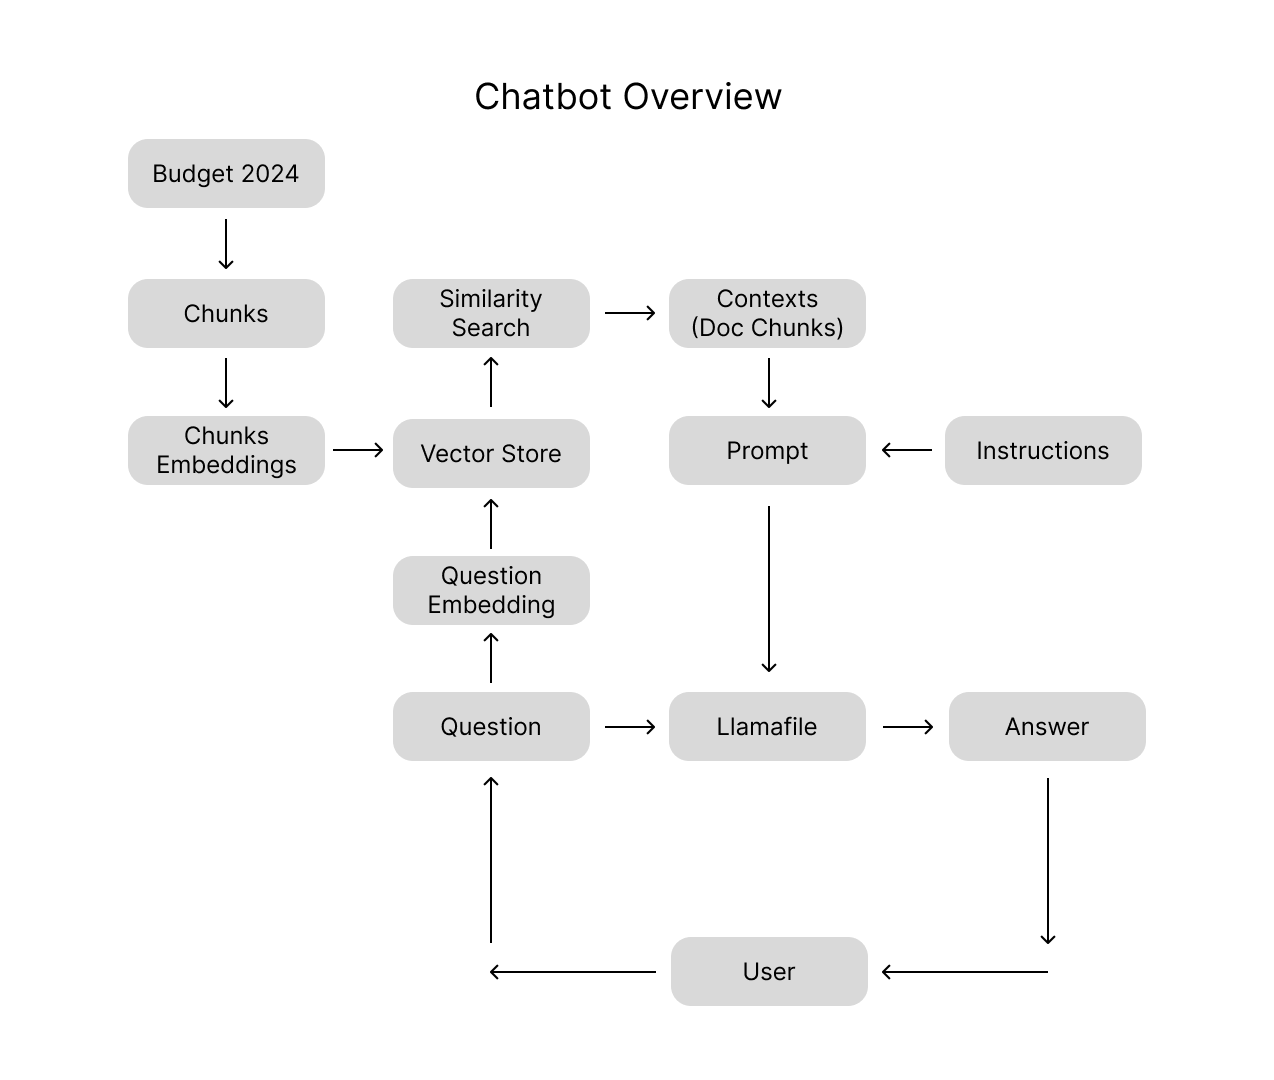 Chatbot Overview
Budget 2024
Chunks
Similarity
Search
Contexts
(Doc Chunks)
Chunks
Embeddings
Vector Store
Prompt
Instructions
Question
Embedding
Question
Llamafile
Answer
User